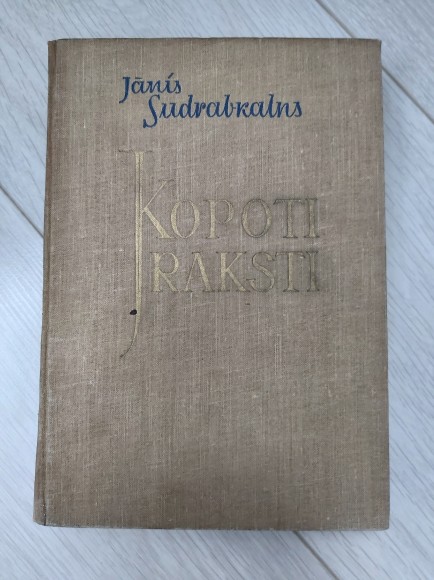 Jānis
Sudrabkalns
KOPOTI
RAKSTI